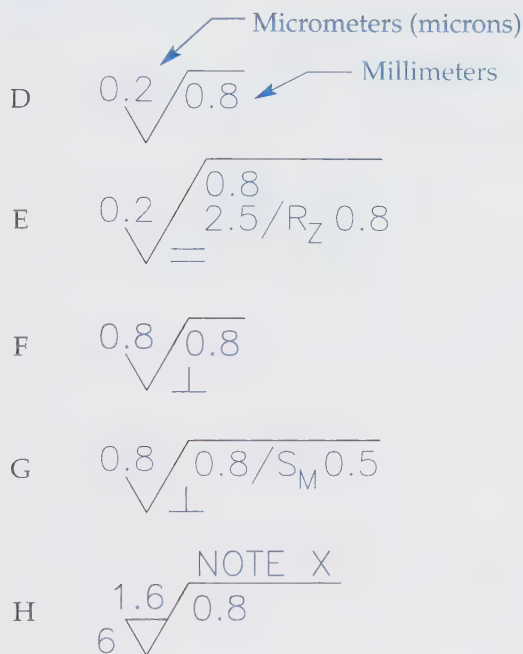 Micrometers (microns)
Millimeters
D 0.2 0.8
E 0.2 0.8
2.5/RZ 0.8
=
F 0.8 0.8
⊥
G 0.8 0.8/SM 0.5
⊥
NOTE X
H 1.6 0.8
6